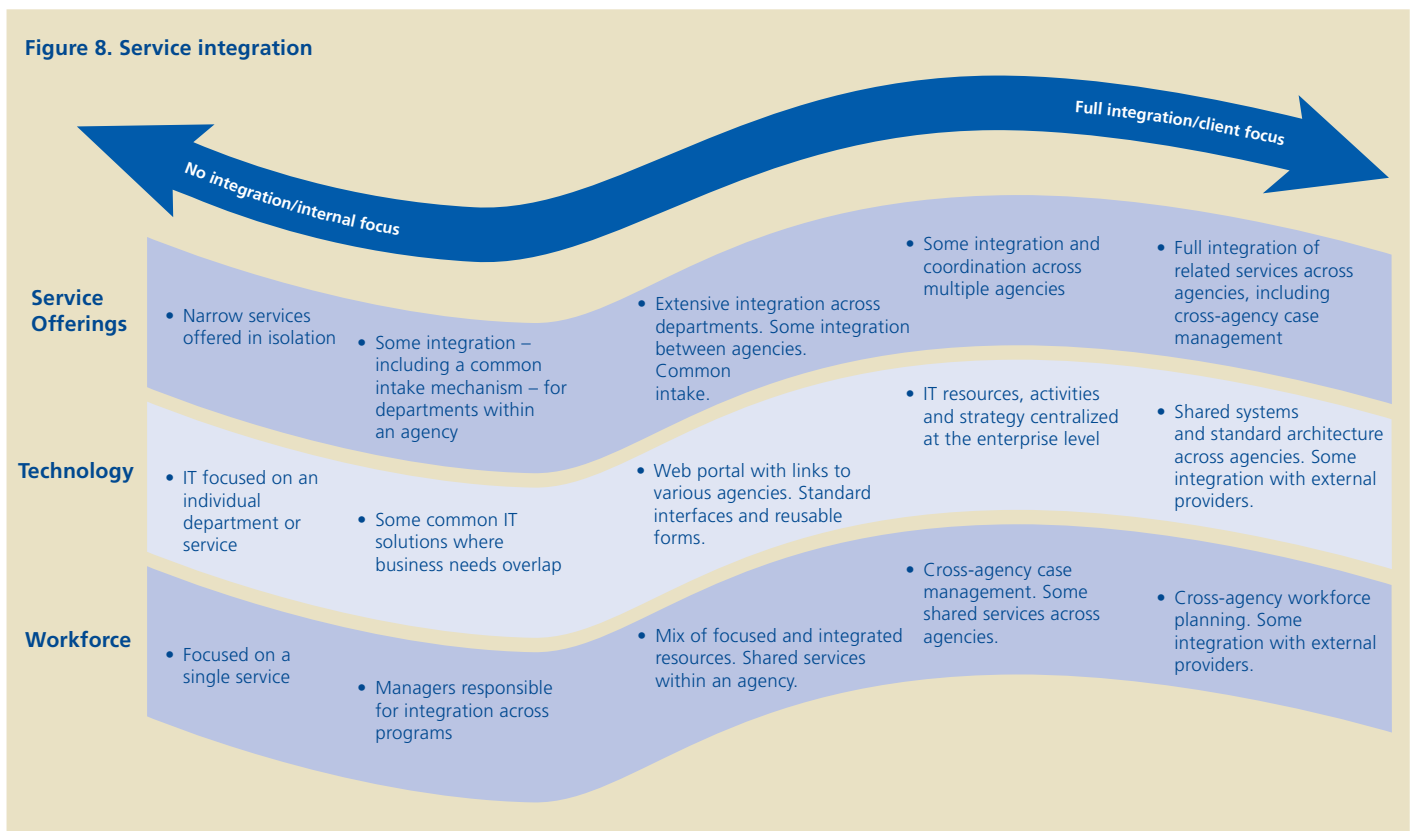 Figure 8. Service integration
No integration/internal focus
Full integration/client focus
Service
Offerings
• Narrow services
offered in isolation
• Some integration –
including a common
intake mechanism – for
departments within
an agency
• Extensive integration across
departments. Some integration
between agencies.
Common
intake.
• Some integration and
coordination across
multiple agencies
• Full integration of
related services across
agencies, including
cross-agency case
management
Technology
• IT focused on an
individual
department or
service
• Some common IT
solutions where
business needs overlap
• Web portal with links to
various agencies. Standard
interfaces and reusable
forms.
• IT resources, activities
and strategy centralized
at the enterprise level
• Shared systems
and standard architecture
across agencies. Some
integration with external
providers.
Workforce
• Focused on a
single service
• Managers responsible
for integration across
programs
• Mix of focused and integrated
resources. Shared services
within an agency.
• Cross-agency case
management. Some
shared services across
agencies.
• Cross-agency workforce
planning. Some
integration with external
providers.